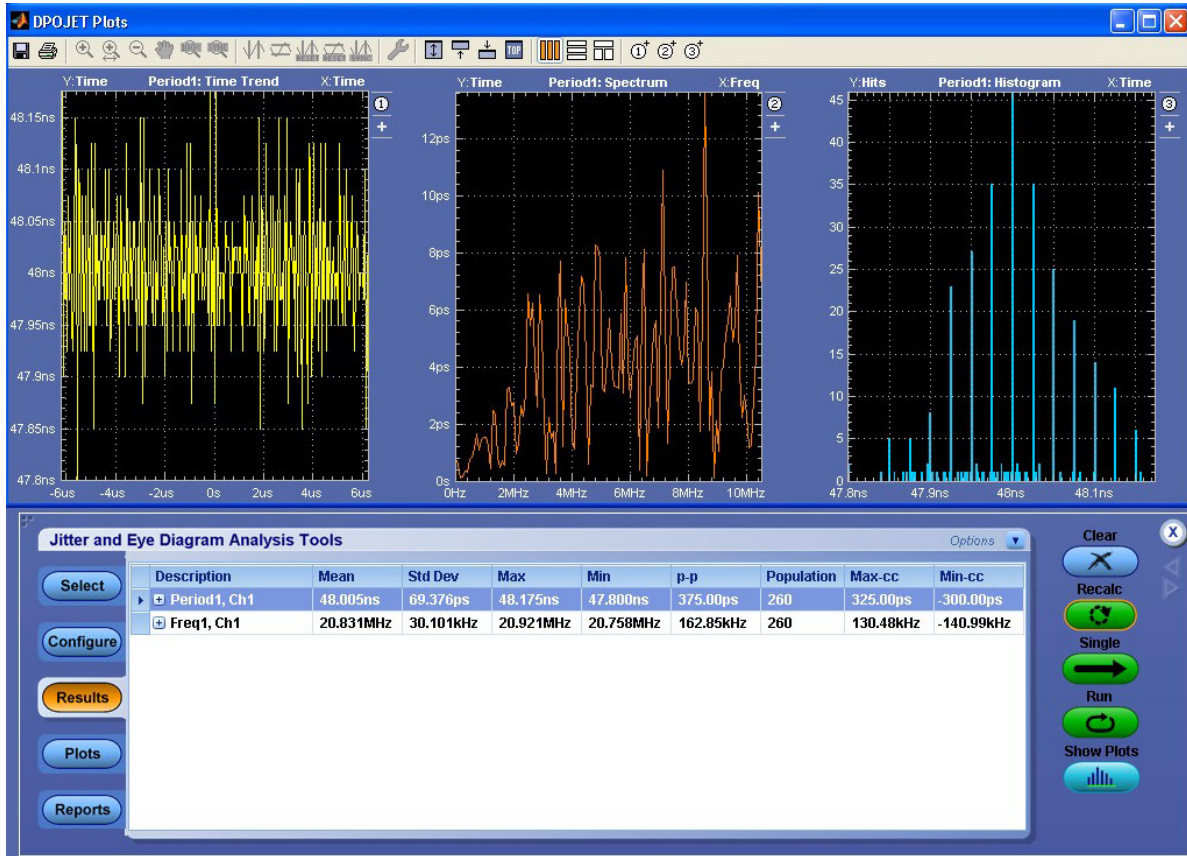 DPOJET Plots
TOP
Y:Time Period1: Time Trend X:Time
1
+
48.15ns
48.1ns
48.05ns
48ns
47.95ns
47.9ns
47.85ns
47.8ns
-6us -4us -2us 0s 2us 4us 6us
Y:Time Period1: Spectrum X:Freq
2
+
12ps
10ps
8ps
6ps
4ps
2ps
0s
0Hz 2MHz 4MHz 6MHz 8MHz 10MHz
Y:Hits Period1: Histogram X:Time
3
+
45
40
35
30
25
20
15
10
5
0
47.8ns 47.9ns 48ns 48.1ns
Jitter and Eye Diagram Analysis Tools
Options
Select
Configure
Results
Plots
Reports
Description Mean Std Dev Max Min p-p Population Max-cc Min-cc
Period1, Ch1 48.005ns 69.376ps 48.175ns 47.800ns 375.00ps 260 325.00ps -300.00ps
Freq1, Ch1 20.831MHz 30.101kHz 20.921MHz 20.758MHz 162.85kHz 260 130.48kHz -140.99kHz
Clear
X
Recalc
Single
Run
Show Plots